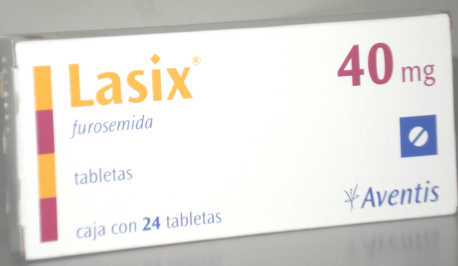 Lasix®
40 mg
furosemida
tabletas
Aventis
caja con 24 tabletas